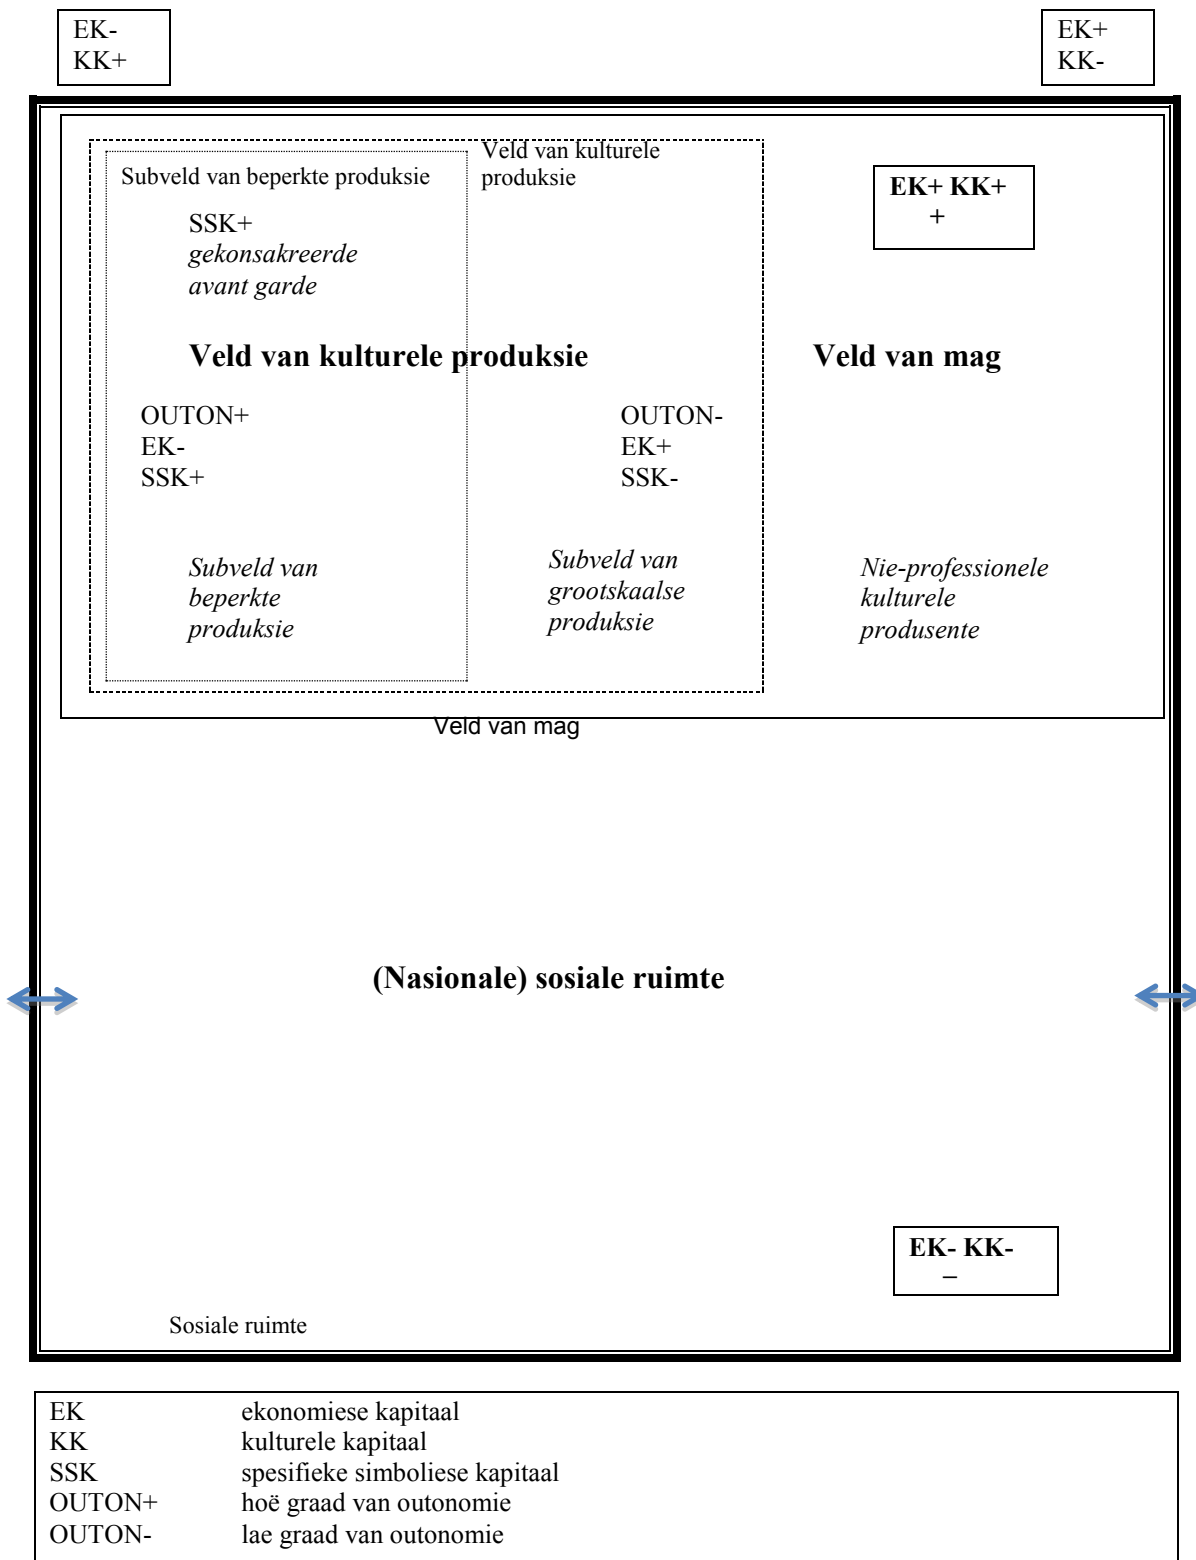 EK-
KK+
EK+
KK-
Veld van kulturele
produksie
Subveld van beperkte produksie
EK+ KK+
+
SSK+
gekonsakreerde
avant garde
Veld van kulturele produksie
Veld van mag
OUTON+
EK-
SSK+
OUTON-
EK+
SSK-
Subveld van
beperkte
produksie
Subveld van
grootskaalse
produksie
Nie-professionele
kulturele
produsente
Veld van mag
(Nasionale) sosiale ruimte
EK- KK-
–
Sosiale ruimte
EK ekonomiese kapitaal
KK kulturele kapitaal
SSK spesifieke simboliese kapitaal
OUTON+ hoë graad van outonomie
OUTON- lae graad van outonomie